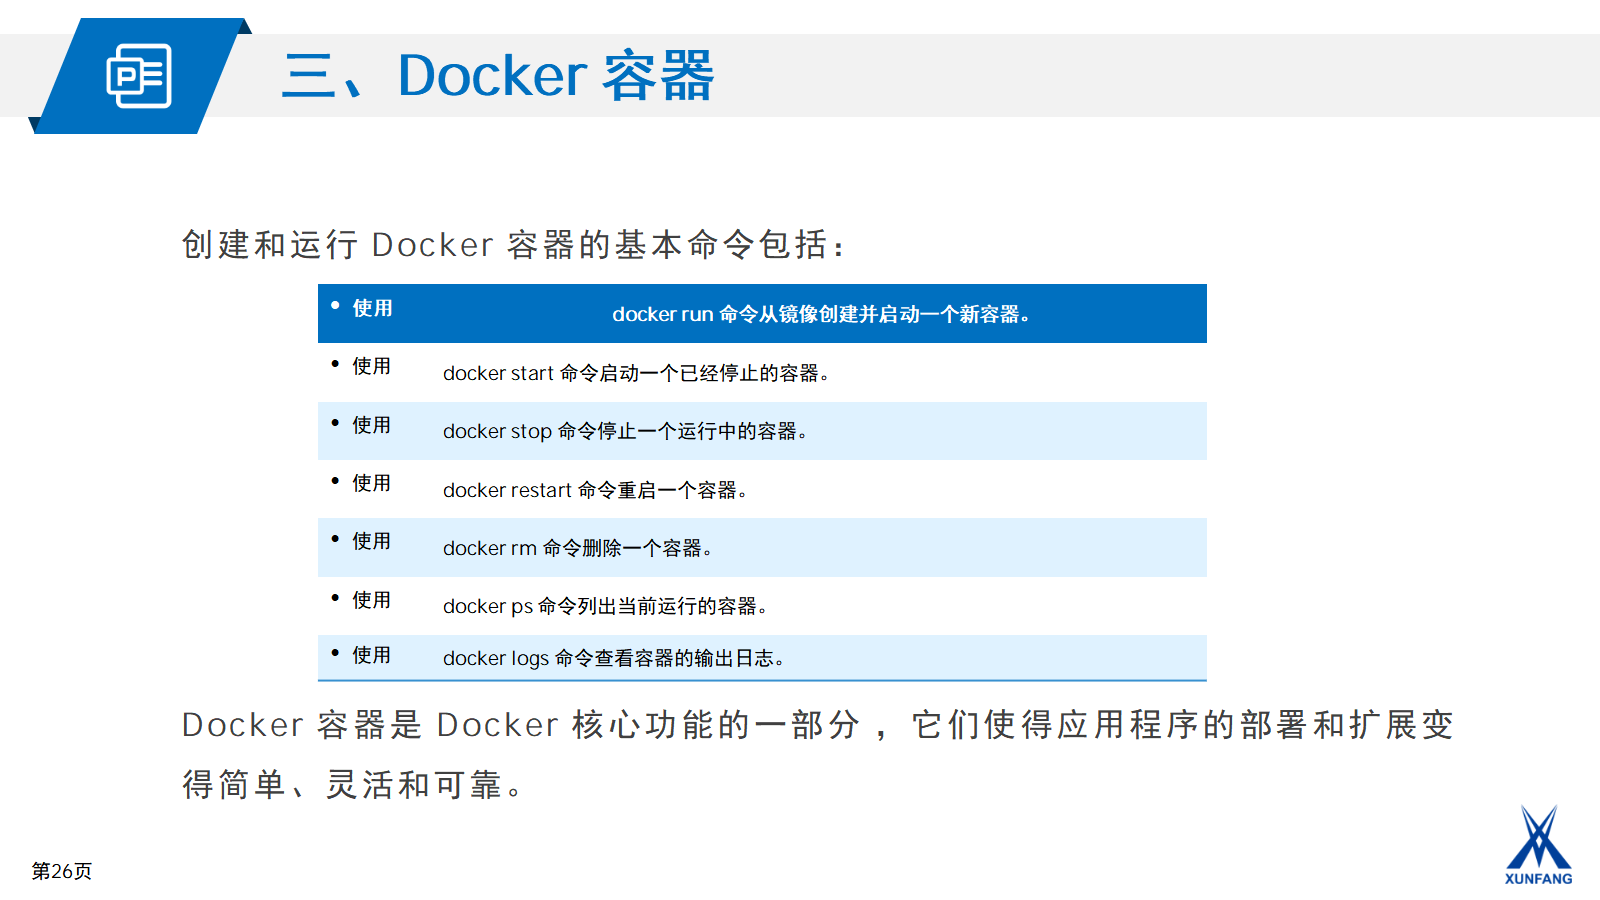 三、Docker 容器
创建和运行 Docker 容器的基本命令包括：
• 使用 docker run 命令从镜像创建并启动一个新容器。
• 使用 docker start 命令启动一个已经停止的容器。
• 使用 docker stop 命令停止一个运行中的容器。
• 使用 docker restart 命令重启一个容器。
• 使用 docker rm 命令删除一个容器。
• 使用 docker ps 命令列出当前运行的容器。
• 使用 docker logs 命令查看容器的输出日志。
Docker 容器是 Docker 核心功能的一部分，它们使得应用程序的部署和扩展变
得简单、灵活和可靠。
第26页
XUNFANG